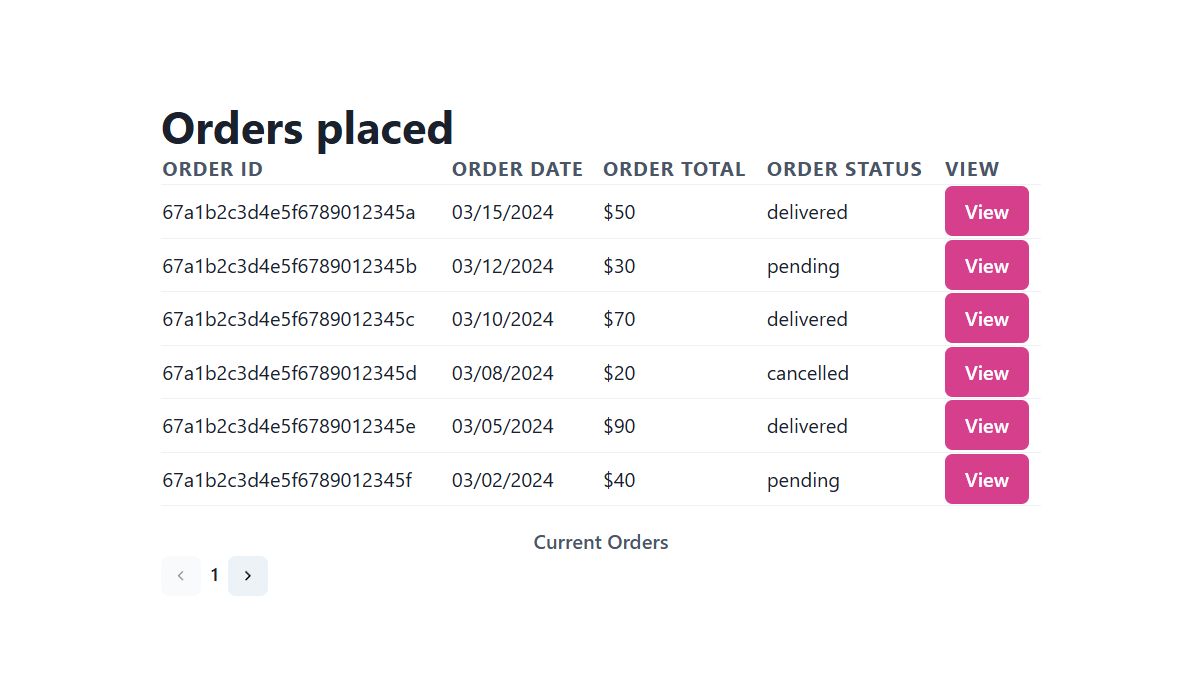 Orders placed
ORDER ID ORDER DATE ORDER TOTAL ORDER STATUS VIEW
67a1b2c3d4e5f6789012345a 03/15/2024 $50 delivered View
67a1b2c3d4e5f6789012345b 03/12/2024 $30 pending View
67a1b2c3d4e5f6789012345c 03/10/2024 $70 delivered View
67a1b2c3d4e5f6789012345d 03/08/2024 $20 cancelled View
67a1b2c3d4e5f6789012345e 03/05/2024 $90 delivered View
67a1b2c3d4e5f6789012345f 03/02/2024 $40 pending View
Current Orders
‹ 1 ›